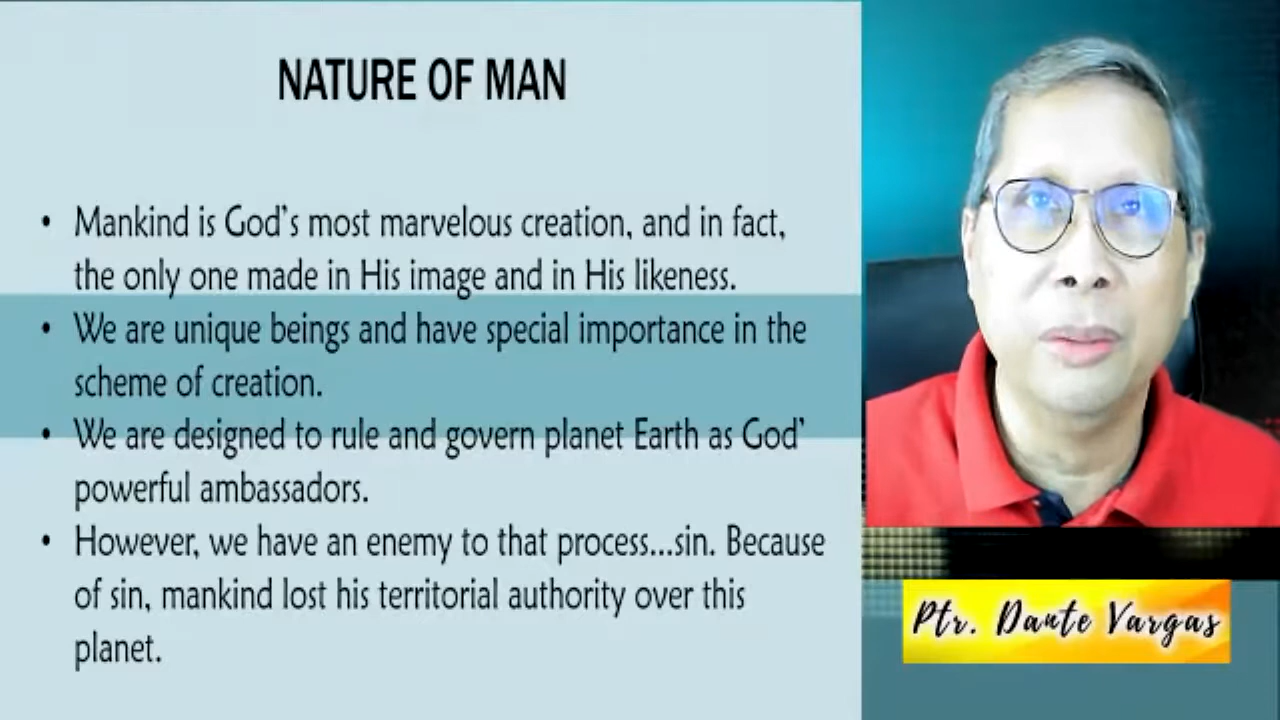 NATURE OF MAN
• Mankind is God's most marvelous creation, and in fact,
the only one made in His image and in His likeness.
• We are unique beings and have special importance in the
scheme of creation.
• We are designed to rule and govern planet Earth as God'
powerful ambassadors.
• However, we have an enemy to that process...sin. Because
of sin, mankind lost his territorial authority over this
planet.
Ptr. Dante Vargas